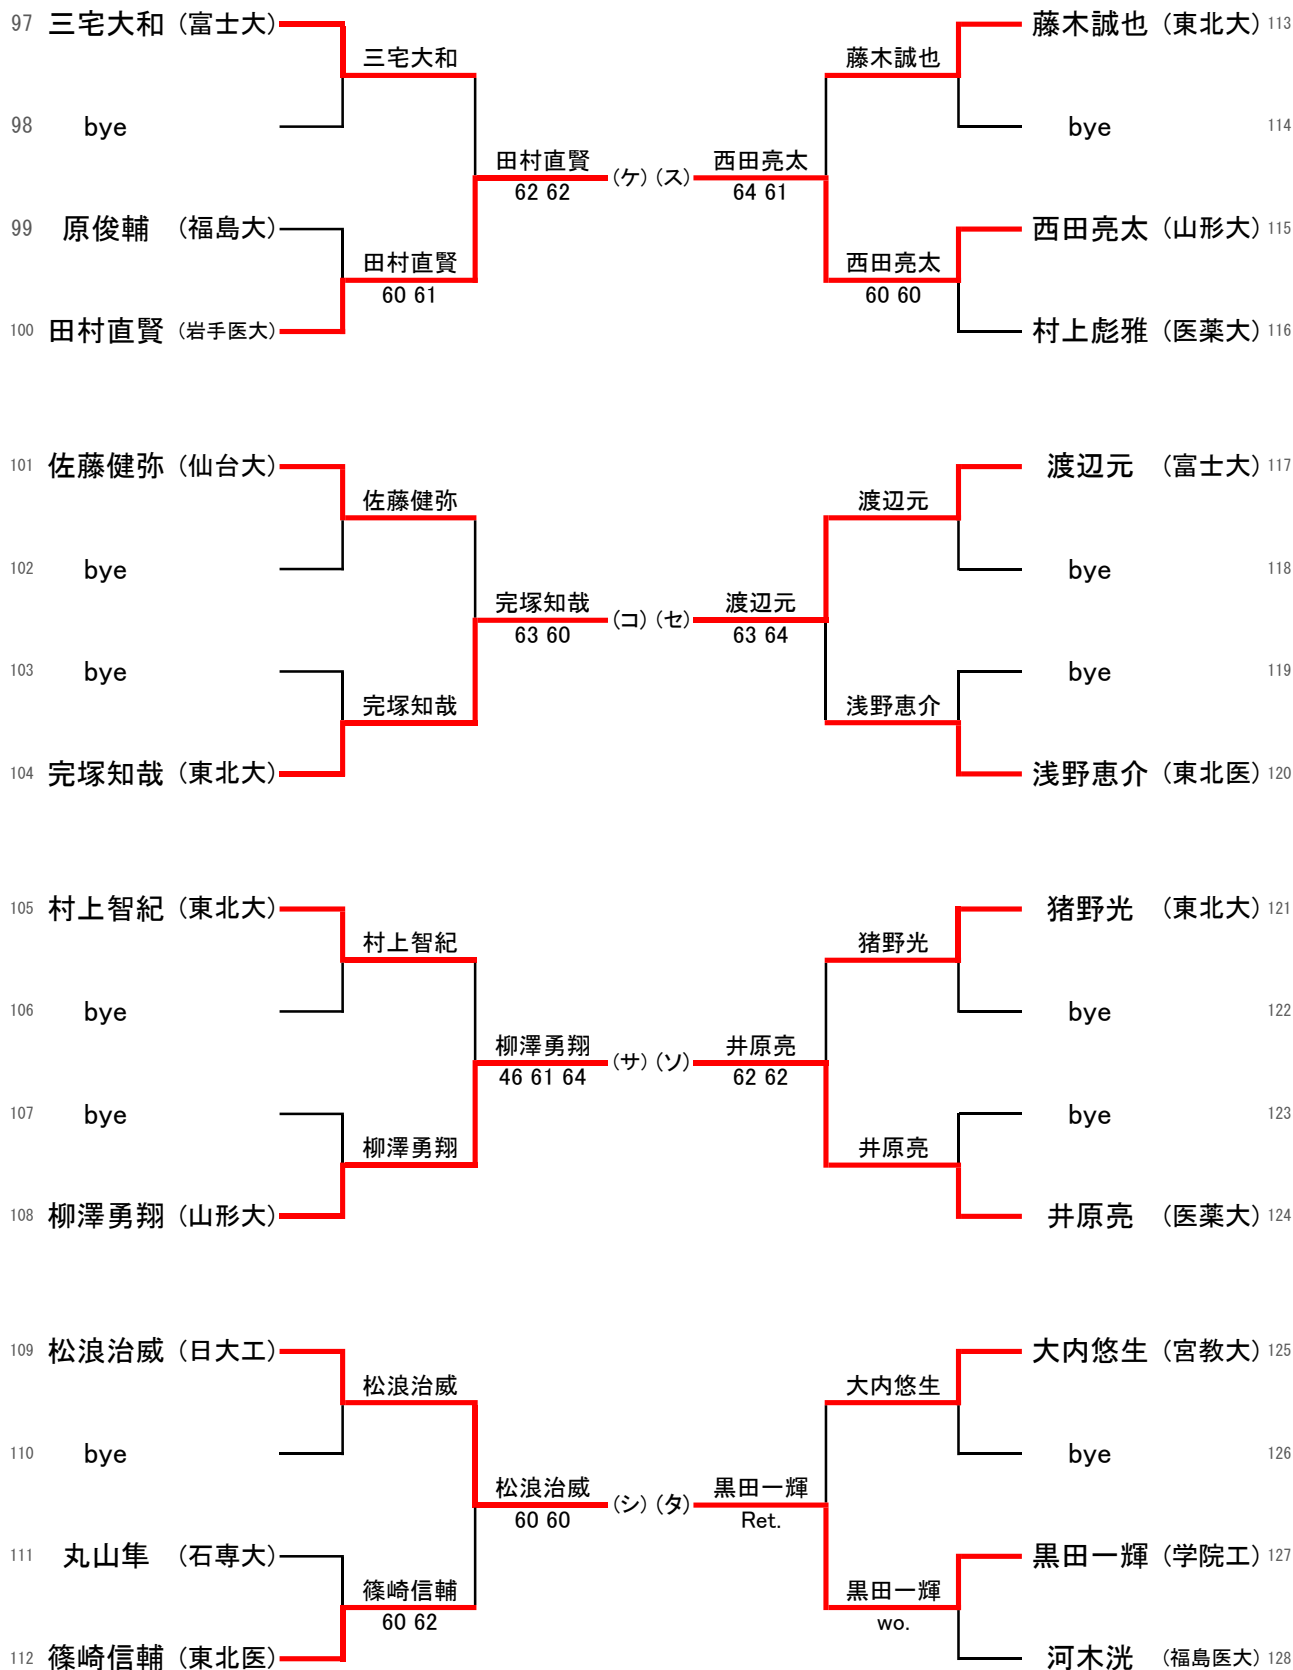 97 三宅大和 (富士大) 藤木誠也 (東北大) 113
三宅大和 藤木誠也
98 bye bye 114
田村直賢 (ケ) (ス) 西田亮太
62 62 64 61
99 原俊輔 (福島大) 西田亮太 (山形大) 115
田村直賢 西田亮太
60 61 60 60
100 田村直賢 (岩手医大) 村上彪雅 (医薬大) 116
101 佐藤健弥 (仙台大) 渡辺元 (富士大) 117
佐藤健弥 渡辺元
102 bye bye 118
完塚知哉 (コ) (セ) 渡辺元
63 60 63 64
103 bye bye 119
完塚知哉 浅野恵介
104 完塚知哉 (東北大) 浅野恵介 (東北医) 120
105 村上智紀 (東北大) 猪野光 (東北大) 121
村上智紀 猪野光
106 bye bye 122
柳澤勇翔 (サ) (ソ) 井原亮
46 61 64 62 62
107 bye bye 123
柳澤勇翔 井原亮
108 柳澤勇翔 (山形大) 井原亮 (医薬大) 124
109 松浪治威 (日大工) 大内悠生 (宮教大) 125
松浪治威 大内悠生
110 bye bye 126
松浪治威 (シ) (タ) 黒田一輝
60 60 Ret.
111 丸山隼 (石専大) 黒田一輝 (学院工) 127
篠崎信輔 黒田一輝
60 62 wo.
112 篠崎信輔 (東北医) 河木洸 (福島医大) 128